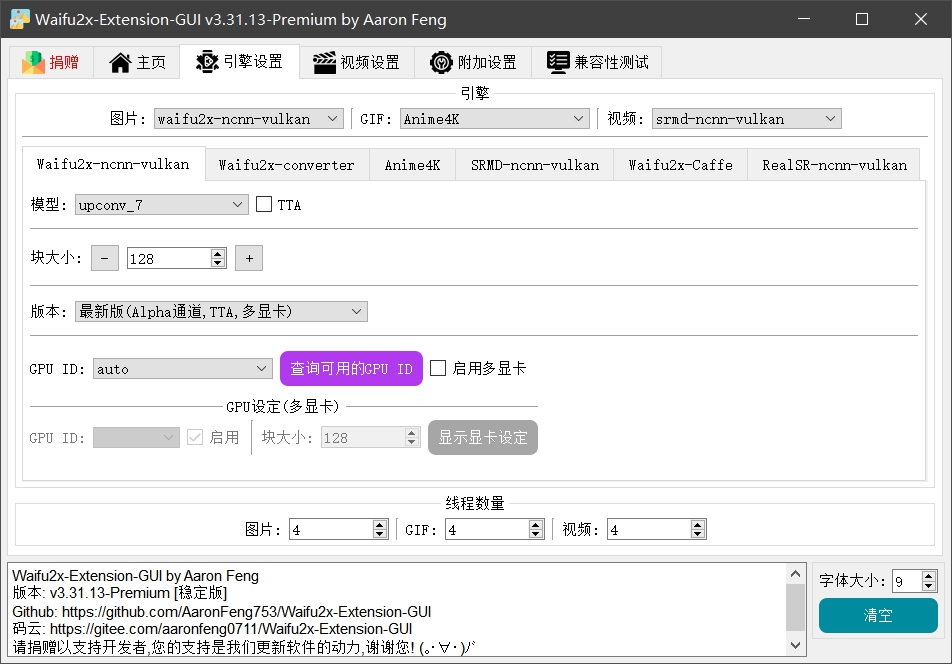 Waifu2x-Extension-GUI v3.31.13-Premium by Aaron Feng
捐赠 主页 引擎设置 视频设置 附加设置 兼容性测试
引擎
图片: waifu2x-ncnn-vulkan GIF: Anime4K 视频: srmd-ncnn-vulkan
Waifu2x-ncnn-vulkan Waifu2x-converter Anime4K SRMD-ncnn-vulkan Waifu2x-Caffe RealSR-ncnn-vulkan
模型: upconv_7 TTA
块大小: - 128 +
版本: 最新版(Alpha通道,TTA,多显卡)
GPU ID: auto 查询可用的GPU ID 启用多显卡
GPU设定(多显卡)
GPU ID: 启用 块大小: 128 显示显卡设定
线程数量
图片: 4 GIF: 4 视频: 4
Waifu2x-Extension-GUI by Aaron Feng
版本: v3.31.13-Premium [稳定版]
Github: https://github.com/AaronFeng753/Waifu2x-Extension-GUI
码云: https://gitee.com/aaronfeng0711/Waifu2x-Extension-GUI
请捐赠以支持开发者,您的支持是我们更新软件的动力,谢谢您! (｡･∀･)ﾉﾞ
字体大小: 9
清空